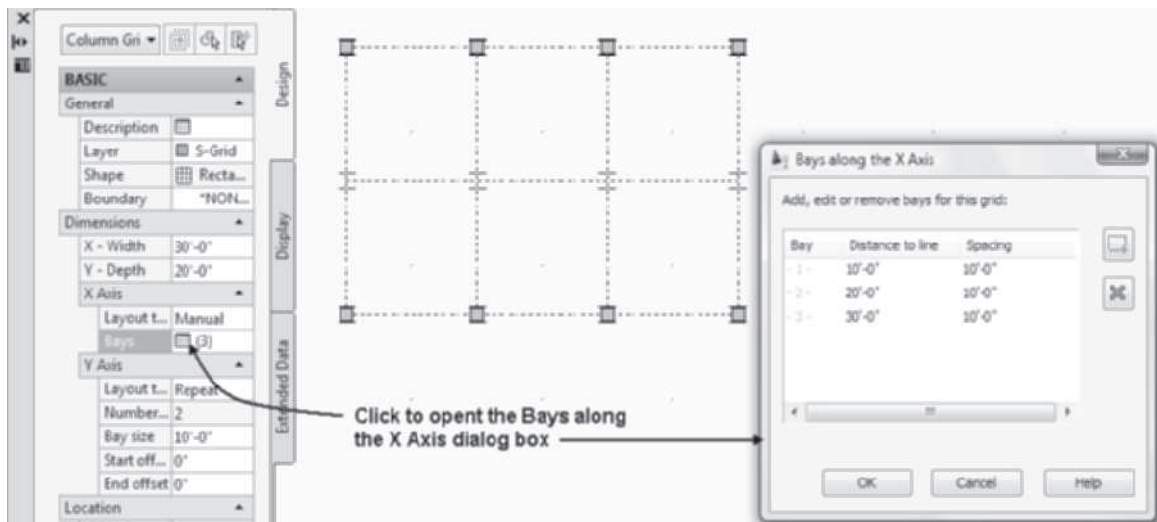 Column Gri
BASIC
General
Description
Layer S-Grid
Shape Recta...
Boundary *NON...
Dimensions
X - Width 30'-0"
Y - Depth 20'-0"
X Axis
Layout t... Manual
Bays (3)
Y Axis
Layout t... Repeat
Number... 2
Bay size 10'-0"
Start off... 0"
End offset 0"
Location
Design
Display
Extended Data
Click to opent the Bays along
the X Axis dialog box
Bays along the X Axis
Add, edit or remove bays for this grid:
Bay Distance to line Spacing
- 1 - 10'-0" 10'-0"
- 2 - 20'-0" 10'-0"
- 3 - 30'-0" 10'-0"
OK Cancel Help